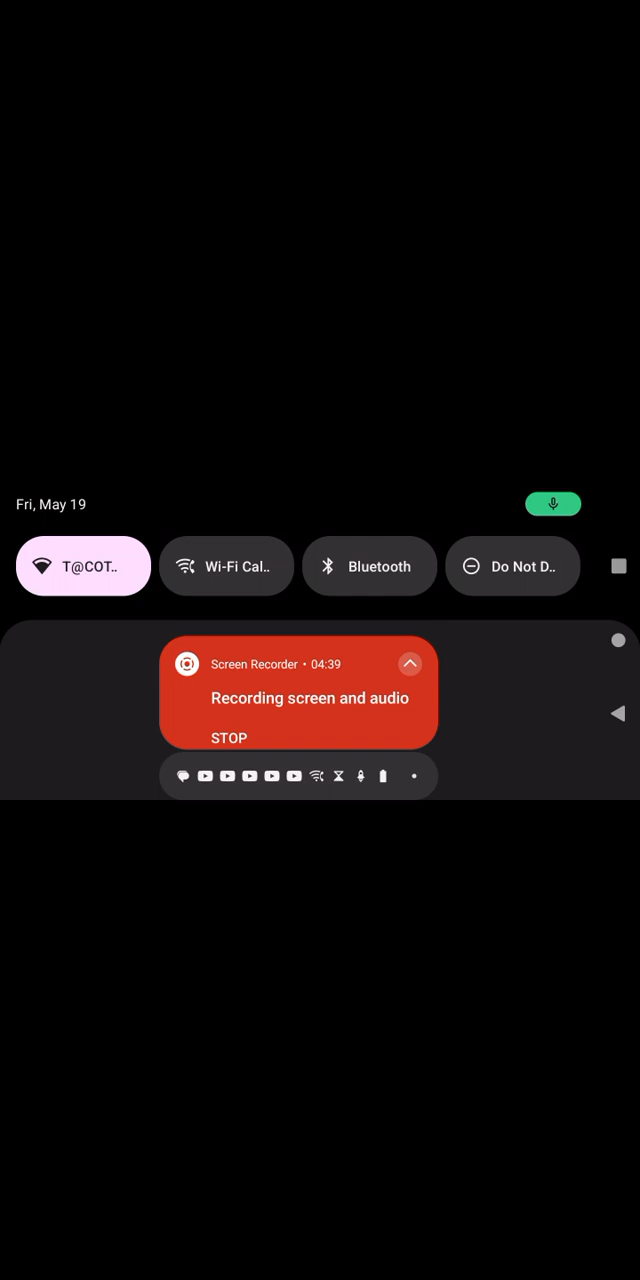 Fri, May 19
T@COT.. Wi-Fi Cal.. Bluetooth Do Not D..
Screen Recorder • 04:39
Recording screen and audio
STOP